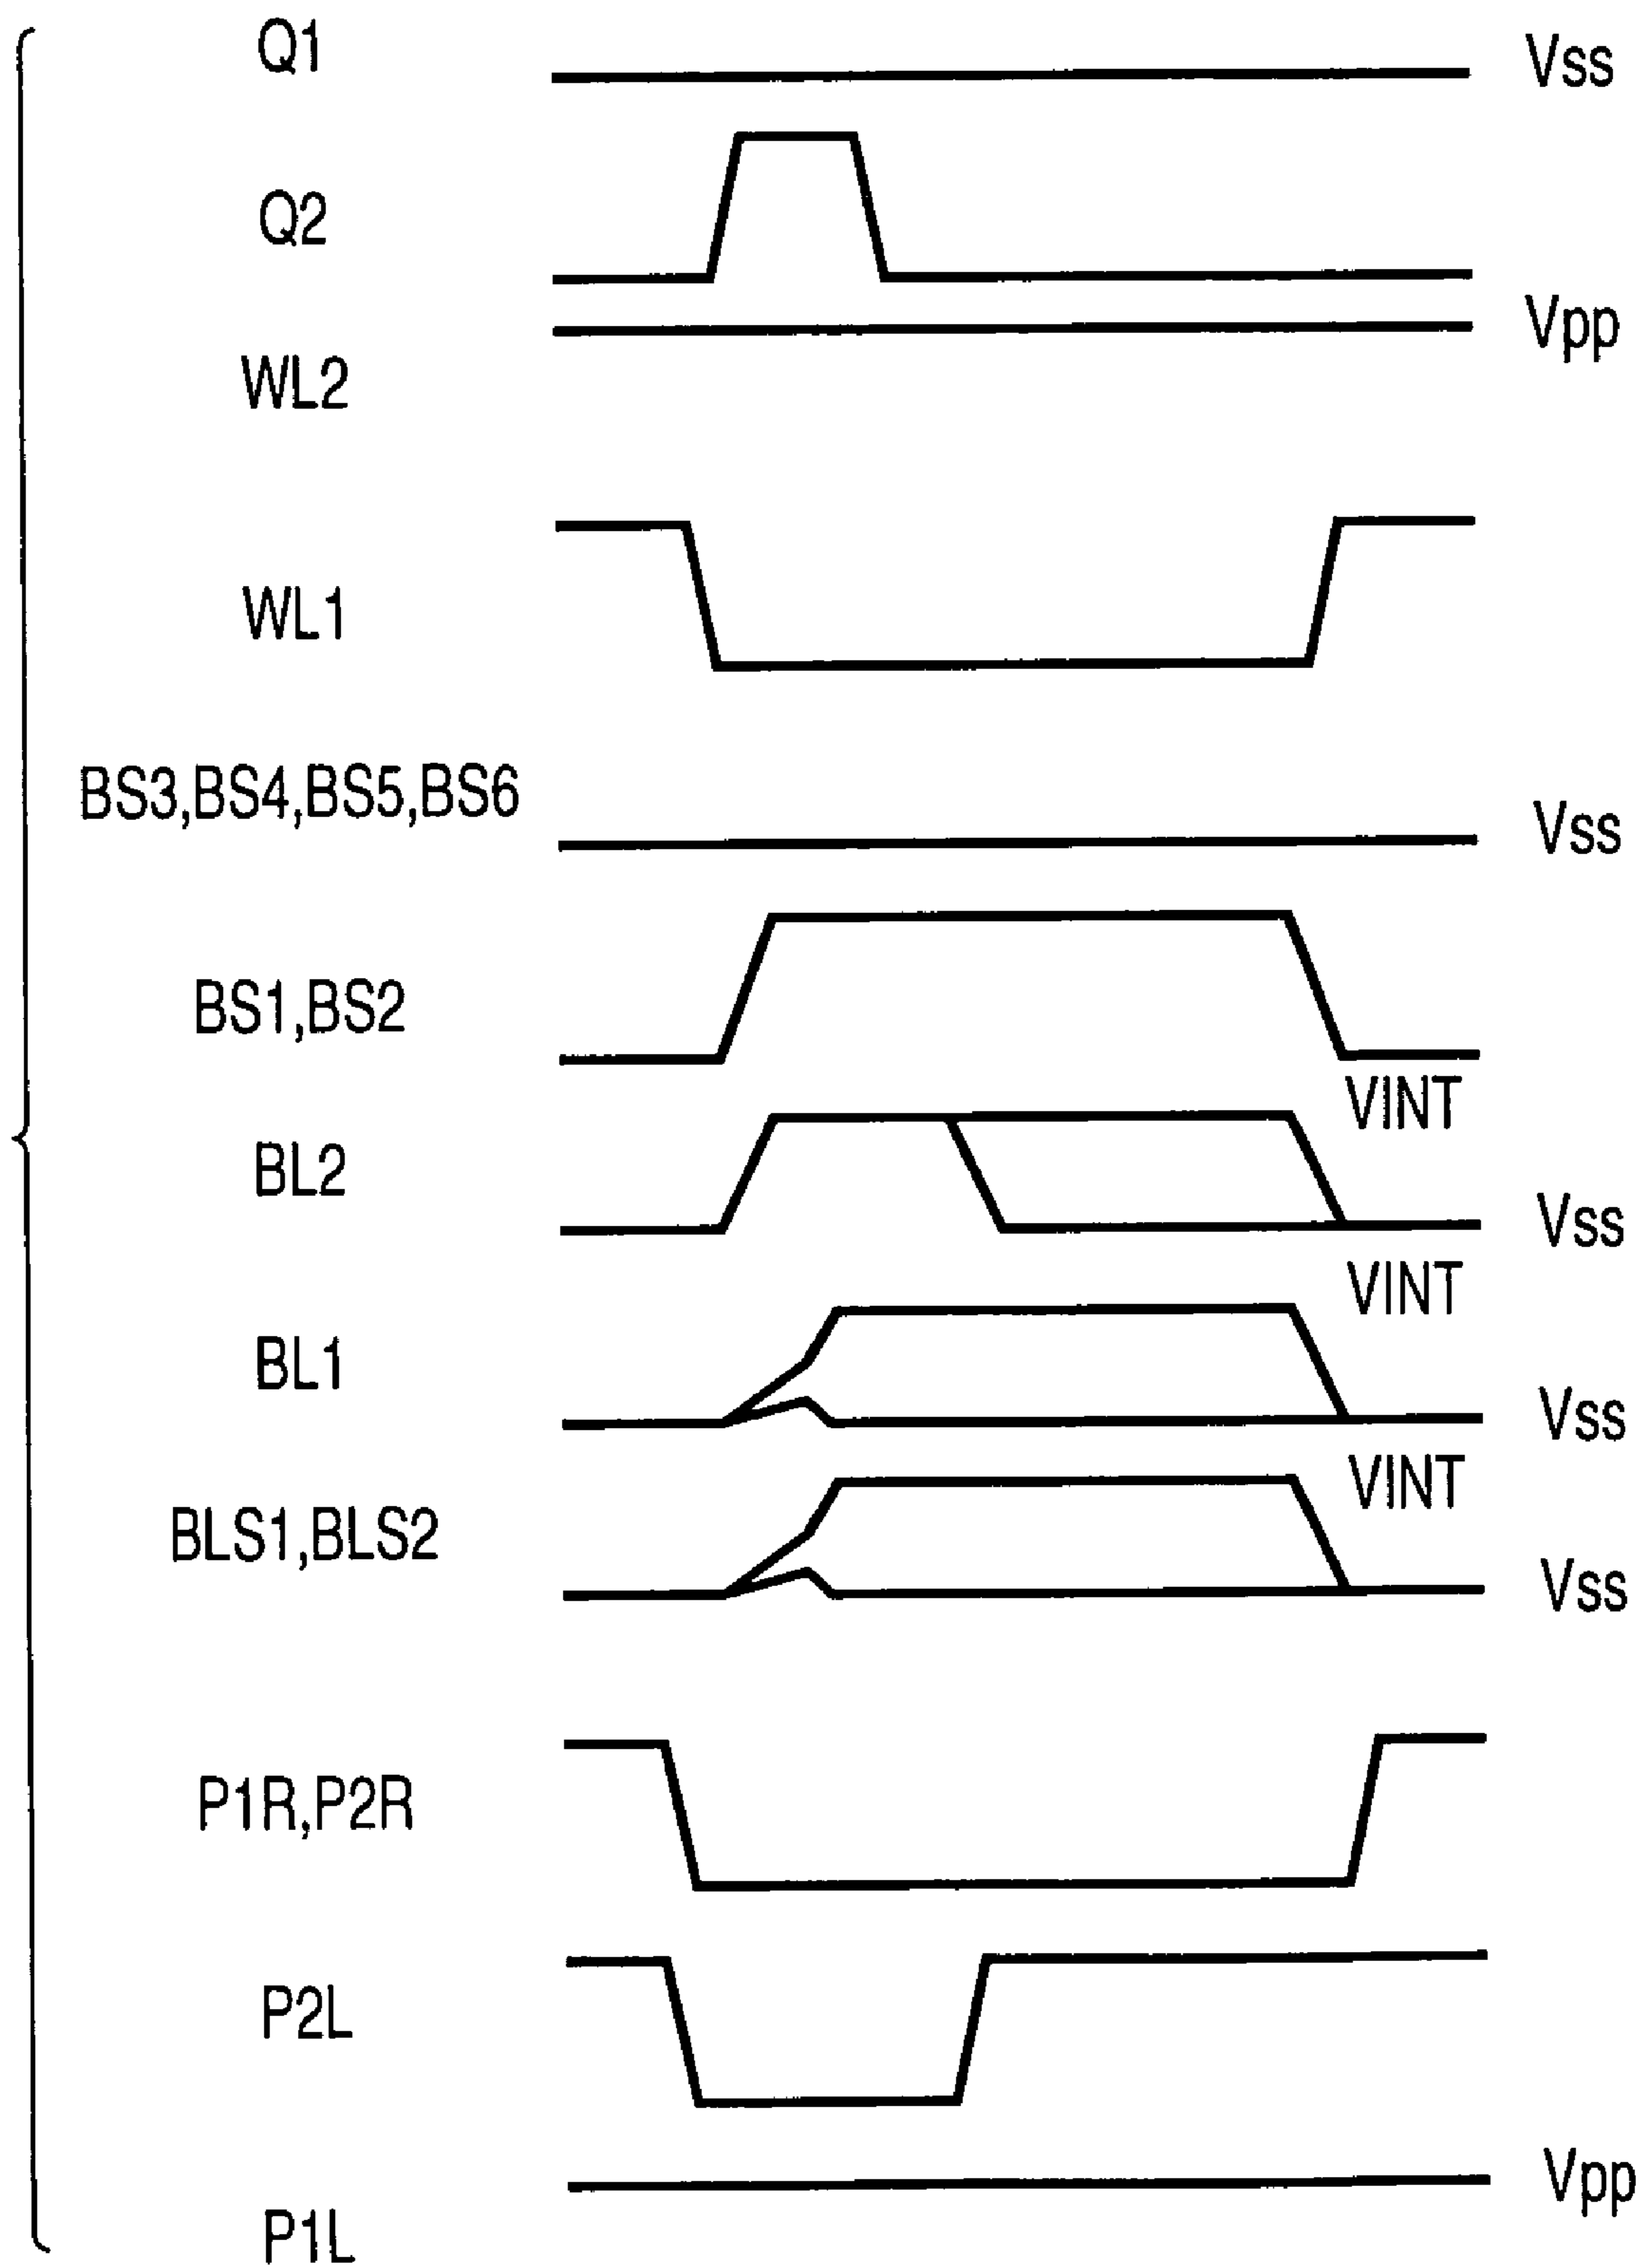 Q1
Vss
Q2
Vpp
WL2
WL1
BS3,BS4,BS5,BS6
Vss
BS1,BS2
VINT
BL2
Vss
VINT
BL1
Vss
VINT
BLS1,BLS2
Vss
P1R,P2R
P2L
Vpp
P1L